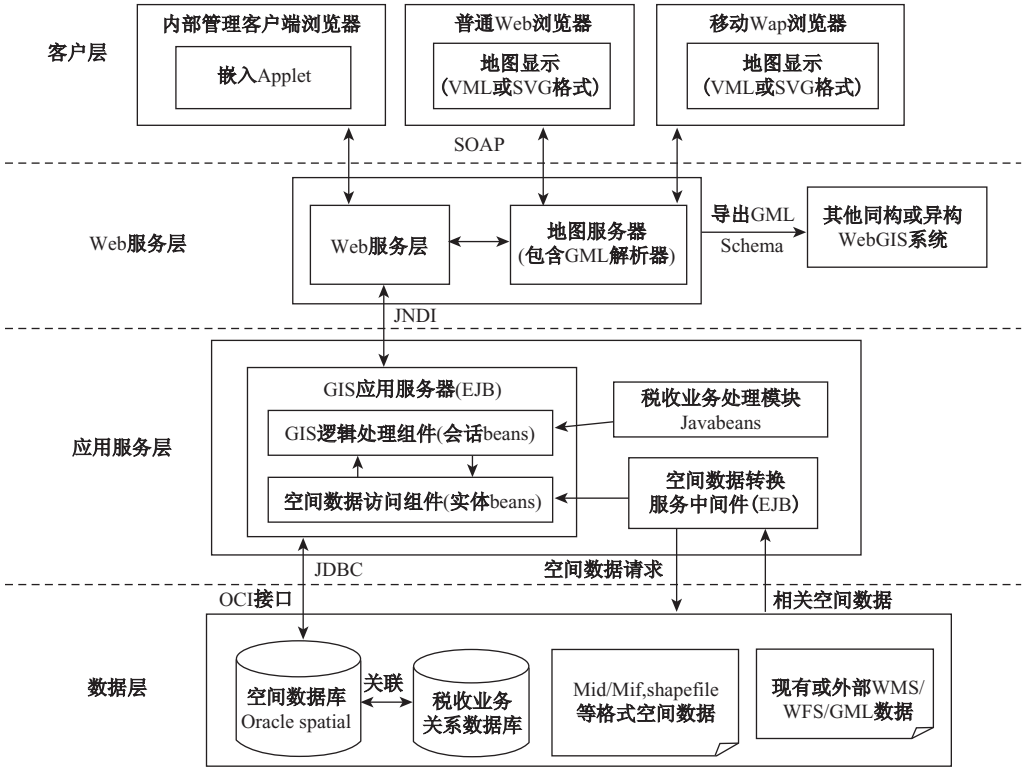 客户层
内部管理客户端浏览器
嵌入Applet
普通Web浏览器
地图显示
(VML或SVG格式)
移动Wap浏览器
地图显示
(VML或SVG格式)
SOAP
Web服务层
Web服务层
地图服务器
(包含GML解析器)
导出GML
Schema
其他同构或异构
WebGIS系统
JNDI
应用服务层
GIS应用服务器(EJB)
GIS逻辑处理组件(会话beans)
空间数据访问组件(实体beans)
税收业务处理模块
Javabeans
空间数据转换
服务中间件(EJB)
JDBC
空间数据请求
OCI接口
相关空间数据
数据层
空间数据库
Oracle spatial
关联
税收业务
关系数据库
Mid/Mif,shapefile
等格式空间数据
现有或外部WMS/
WFS/GML数据